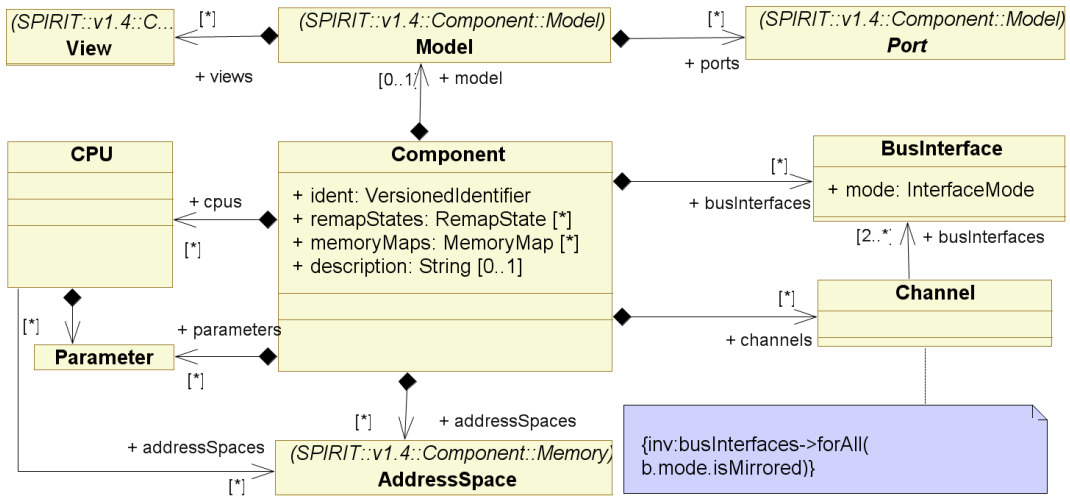 (SPIRIT::v1.4::C...
View
[*]
+ views
(SPIRIT::v1.4::Component::Model)
Model
[*]
+ ports
(SPIRIT::v1.4::Component::Model)
Port
[0..1]
+ model
CPU
+ cpus
[*]
Component
+ ident: VersionedIdentifier
+ remapStates: RemapState [*]
+ memoryMaps: MemoryMap [*]
+ description: String [0..1]
[*]
+ busInterfaces
BusInterface
+ mode: InterfaceMode
[2..*]
+ busInterfaces
[*]
+ channels
Channel
[*]
Parameter
+ parameters
[*]
[*]
+ addressSpaces
+ addressSpaces
[*]
(SPIRIT::v1.4::Component::Memory)
AddressSpace
{inv:busInterfaces->forAll(
b.mode.isMirrored)}